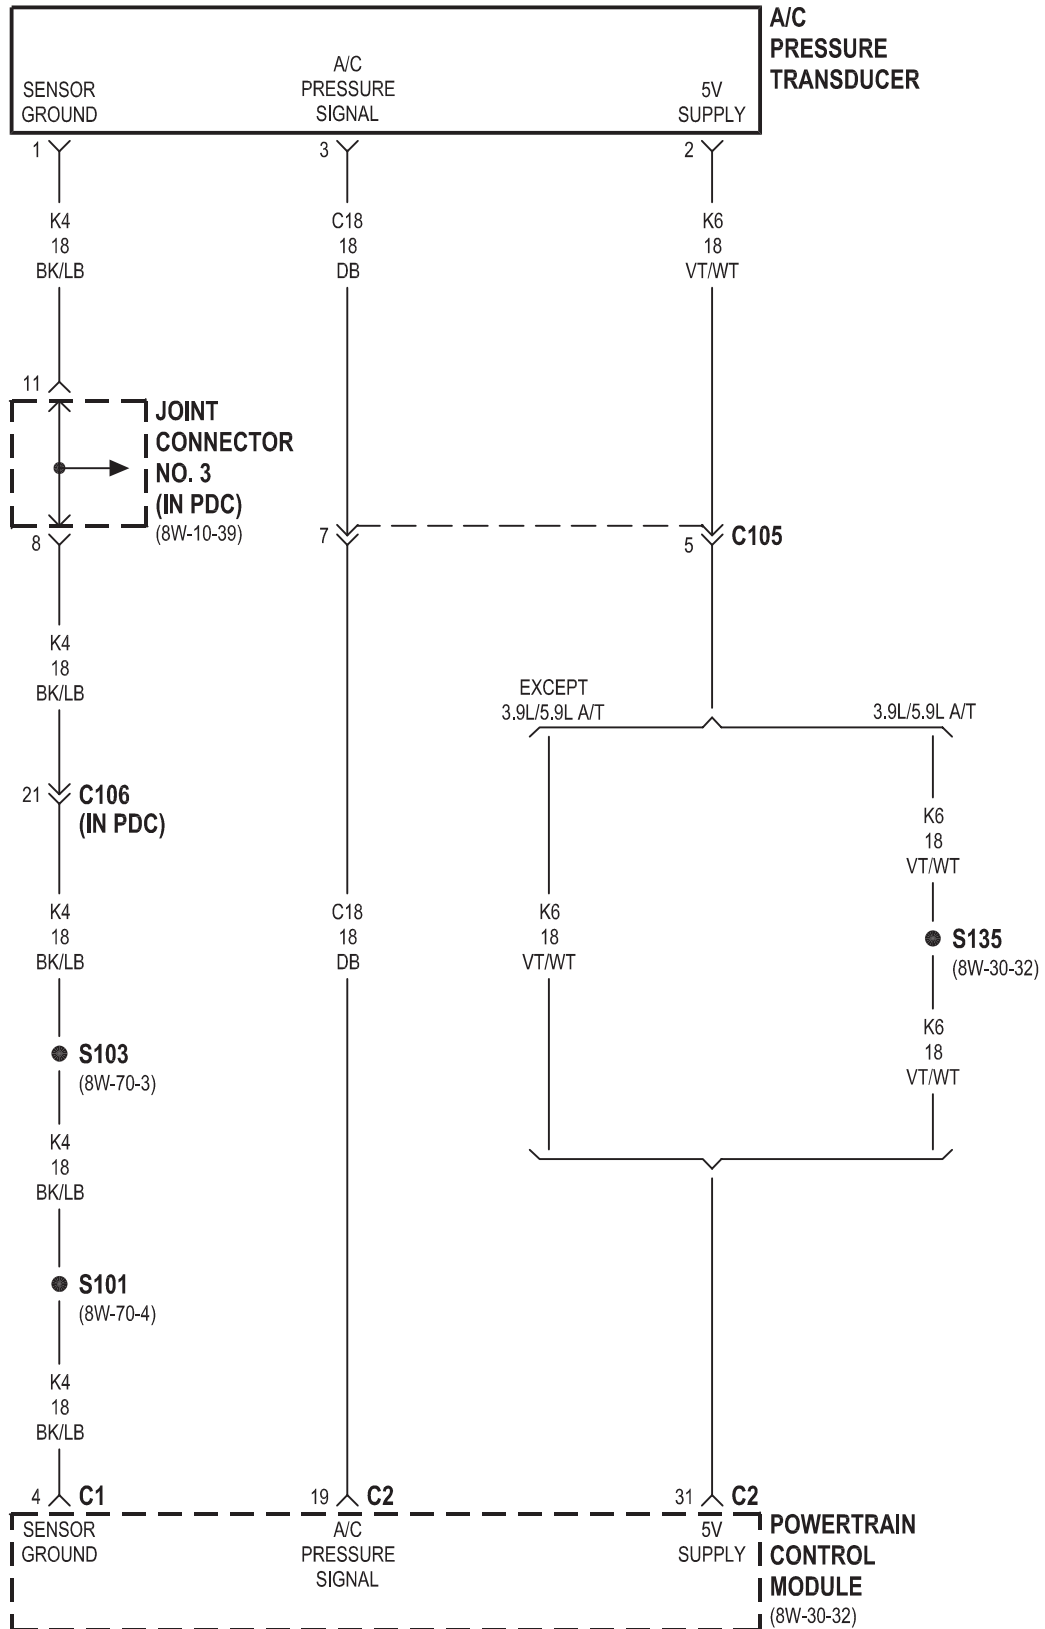 A/C
PRESSURE
TRANSDUCER
SENSOR
GROUND
A/C
PRESSURE
SIGNAL
5V
SUPPLY
1
3
2
K4
18
BK/LB
C18
18
DB
K6
18
VT/WT
11
JOINT
CONNECTOR
NO. 3
(IN PDC)
(8W-10-39)
8
7
5
C105
K4
18
BK/LB
EXCEPT
3.9L/5.9L A/T
3.9L/5.9L A/T
21
C106
(IN PDC)
K6
18
VT/WT
K4
18
BK/LB
C18
18
DB
K6
18
VT/WT
S135
(8W-30-32)
K6
18
VT/WT
S103
(8W-70-3)
K4
18
BK/LB
S101
(8W-70-4)
K4
18
BK/LB
4
C1
19
C2
31
C2
SENSOR
GROUND
A/C
PRESSURE
SIGNAL
5V
SUPPLY
POWERTRAIN
CONTROL
MODULE
(8W-30-32)